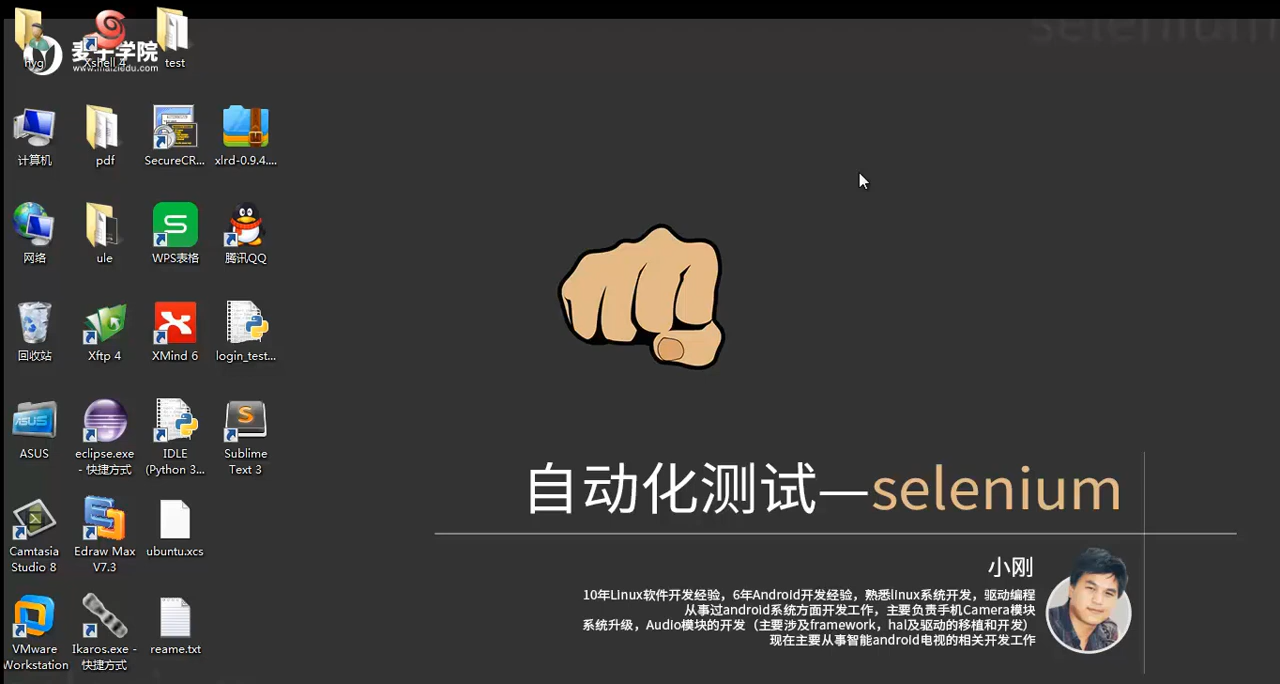 selenium
麦子学院
www.maiziedu.com
hyg
Xshell 4
test
计算机
pdf
SecureCR...
xlrd-0.9.4....
网络
ule
WPS表格
腾讯QQ
回收站
Xftp 4
XMind 6
login_test...
ASUS
eclipse.exe
- 快捷方式
IDLE
(Python 3...
Sublime
Text 3
Camtasia
Studio 8
Edraw Max
V7.3
ubuntu.xcs
VMware
Workstation
Ikaros.exe -
快捷方式
reame.txt
自动化测试—selenium
小刚
10年Linux软件开发经验，6年Android开发经验，熟悉linux系统开发，驱动编程
从事过android系统方面开发工作，主要负责手机Camera模块
系统升级，Audio模块的开发（主要涉及framework，hal及驱动的移植和开发）
现在主要从事智能android电视的相关开发工作